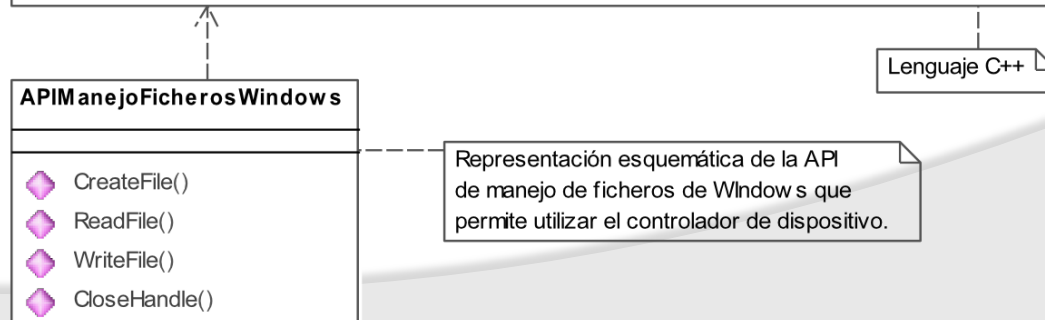 Lenguaje C++
APIManejoFicherosWindows
Representación esquemática de la API
de manejo de ficheros de WIndows que
permite utilizar el controlador de dispositivo.
CreateFile()
ReadFile()
WriteFile()
CloseHandle()